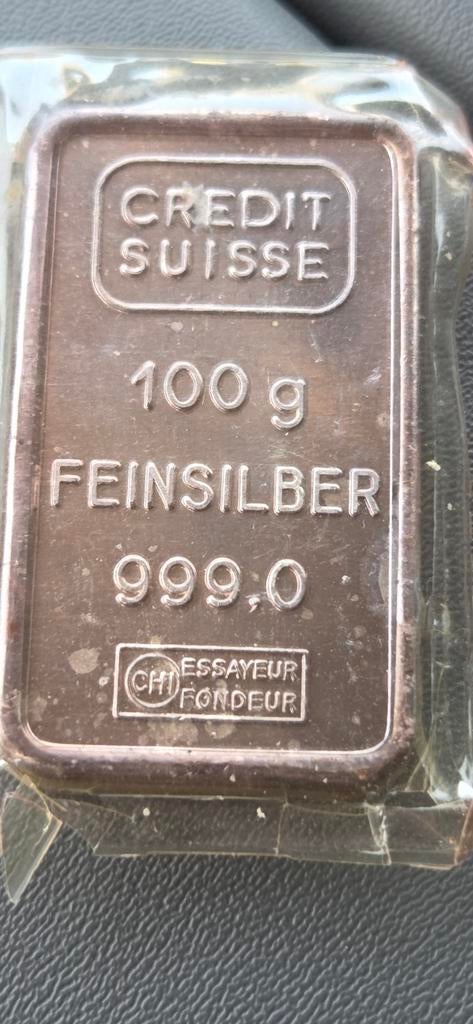 CREDIT
SUISSE
100 g
FEINSILBER
999,0
CHI ESSAYEUR
FONDEUR